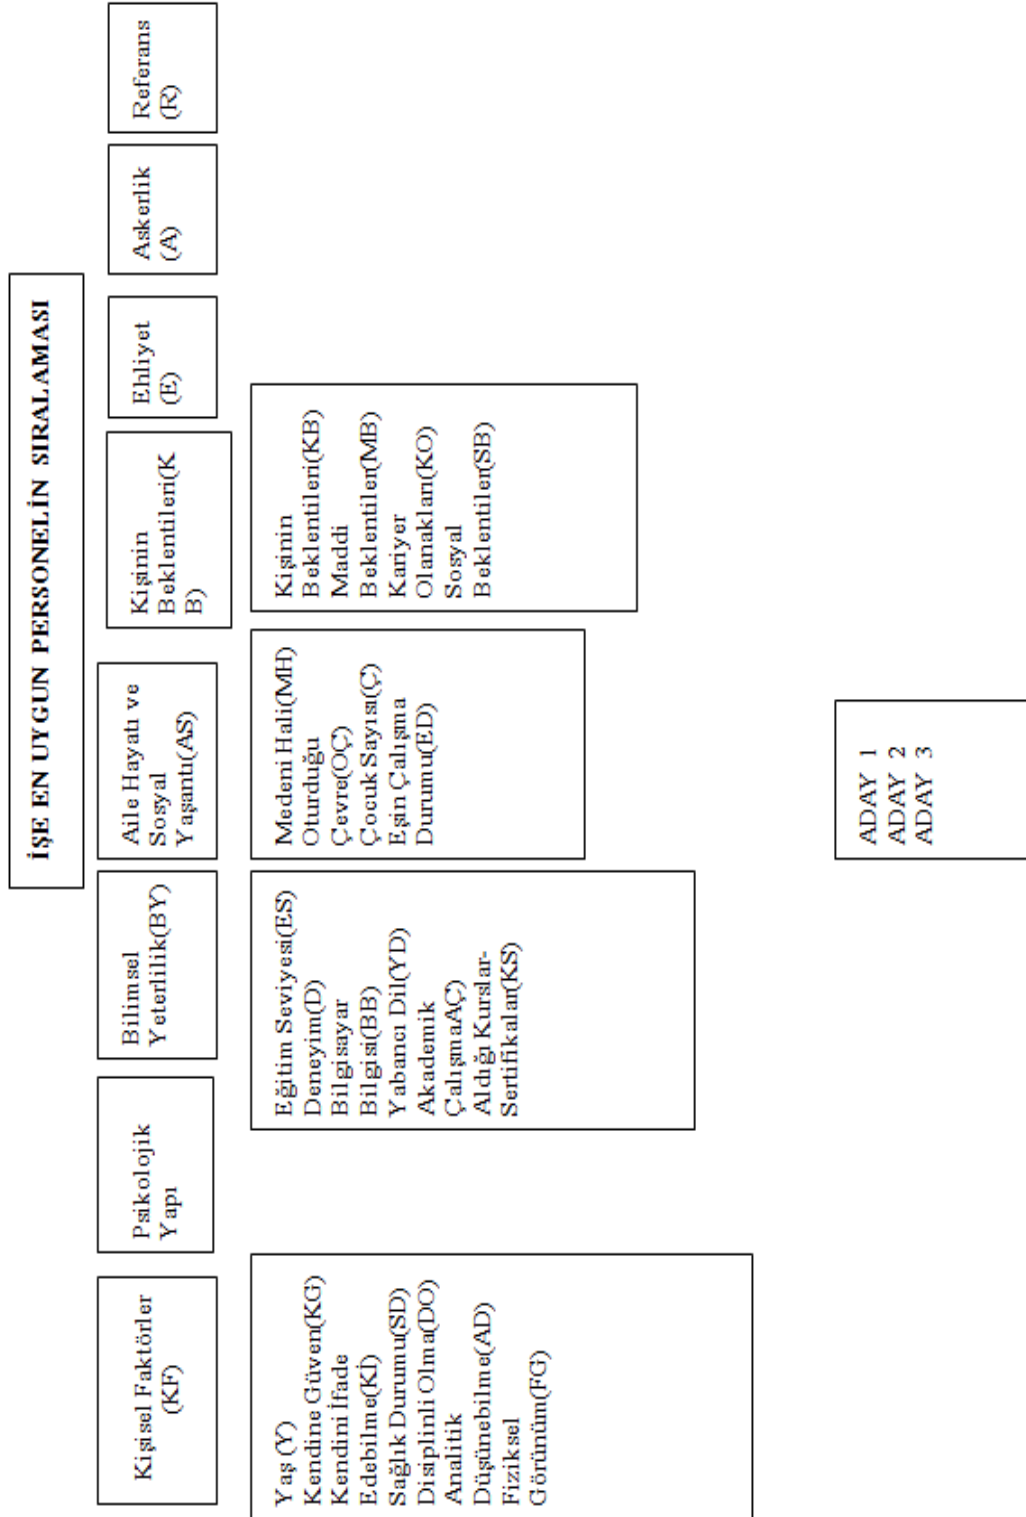 İŞE EN UYGUN PERSONELİN SIRALAMASI
Kişisel Faktörler
(KF)
Psikolojik
Yapı
Bilimsel
Yeterlilik(BY)
Aile Hayatı ve
Sosyal
Yaşantı(AS)
Kişinin
Beklentileri(K
B)
Ehliyet
(E)
Askerlik
(A)
Referans
(R)
Yaş (Y)
Kendine Güven(KG)
Kendini İfade
Edebilme(Kİ)
Sağlık Durumu(SD)
Disiplinli Olma(DO)
Analitik
Düşünebilme(AD)
Fiziksel
Görünüm(FG)
Eğitim Seviyesi(ES)
Deneyim(D)
Bilgisayar
Bilgisi(BB)
Yabancı Dil(YD)
Akademik
ÇalışmaAÇ)
Aldığı Kurslar-
Sertifikalar(KS)
Medeni Hali(MH)
Oturduğu
Çevre(OÇ)
Çocuk Sayısı(Ç)
Eşin Çalışma
Durumu(ED)
Kişinin
Beklentileri(KB)
Maddi
Beklentiler(MB)
Kariyer
Olanakları(KO)
Sosyal
Beklentiler(SB)
ADAY 1
ADAY 2
ADAY 3